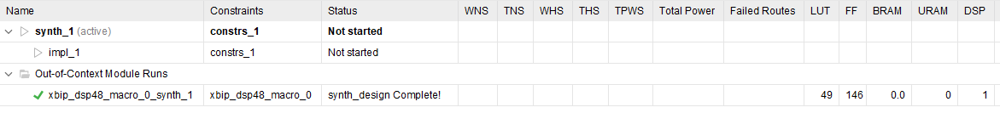 Name Constraints Status WNS TNS WHS THS TPWS Total Power Failed Routes LUT FF BRAM URAM DSP
synth_1 (active) constrs_1 Not started
impl_1 constrs_1 Not started
Out-of-Context Module Runs
xbip_dsp48_macro_0_synth_1 xbip_dsp48_macro_0 synth_design Complete! 49 146 0.0 0 1